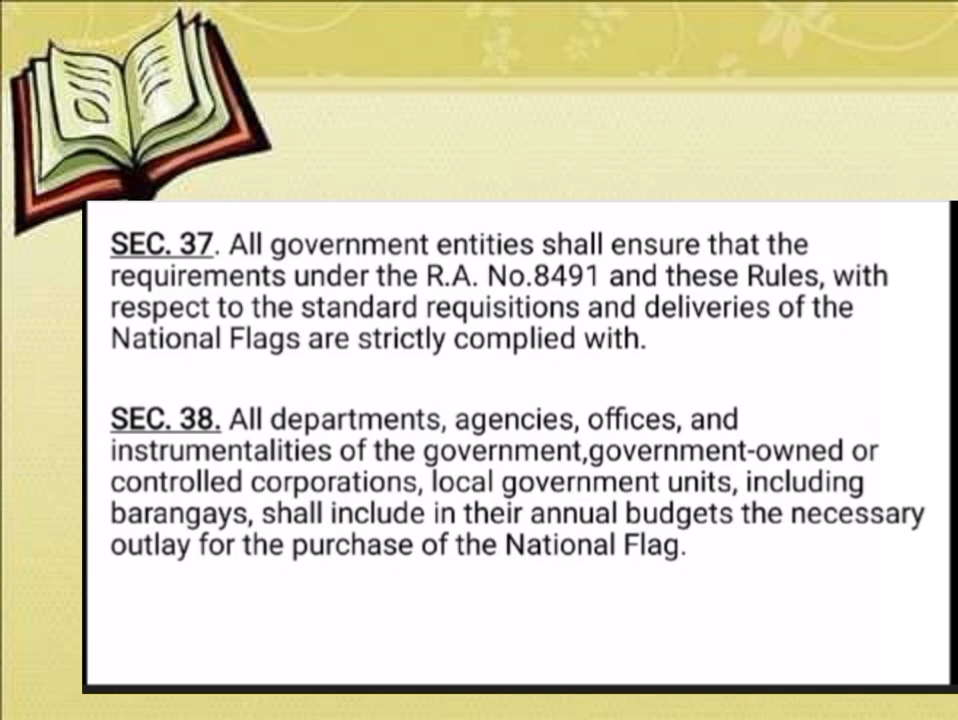 SEC. 37. All government entities shall ensure that the
requirements under the R.A. No.8491 and these Rules, with
respect to the standard requisitions and deliveries of the
National Flags are strictly complied with.
SEC. 38. All departments, agencies, offices, and
instrumentalities of the government,government-owned or
controlled corporations, local government units, including
barangays, shall include in their annual budgets the necessary
outlay for the purchase of the National Flag.